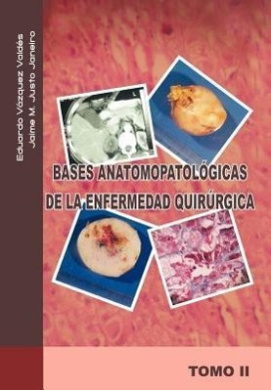 Eduardo Vázquez Valdés
Jaime M. Justo Janeiro
BASES ANATOMOPATOLÓGICAS
DE LA ENFERMEDAD QUIRÚRGICA
TOMO II